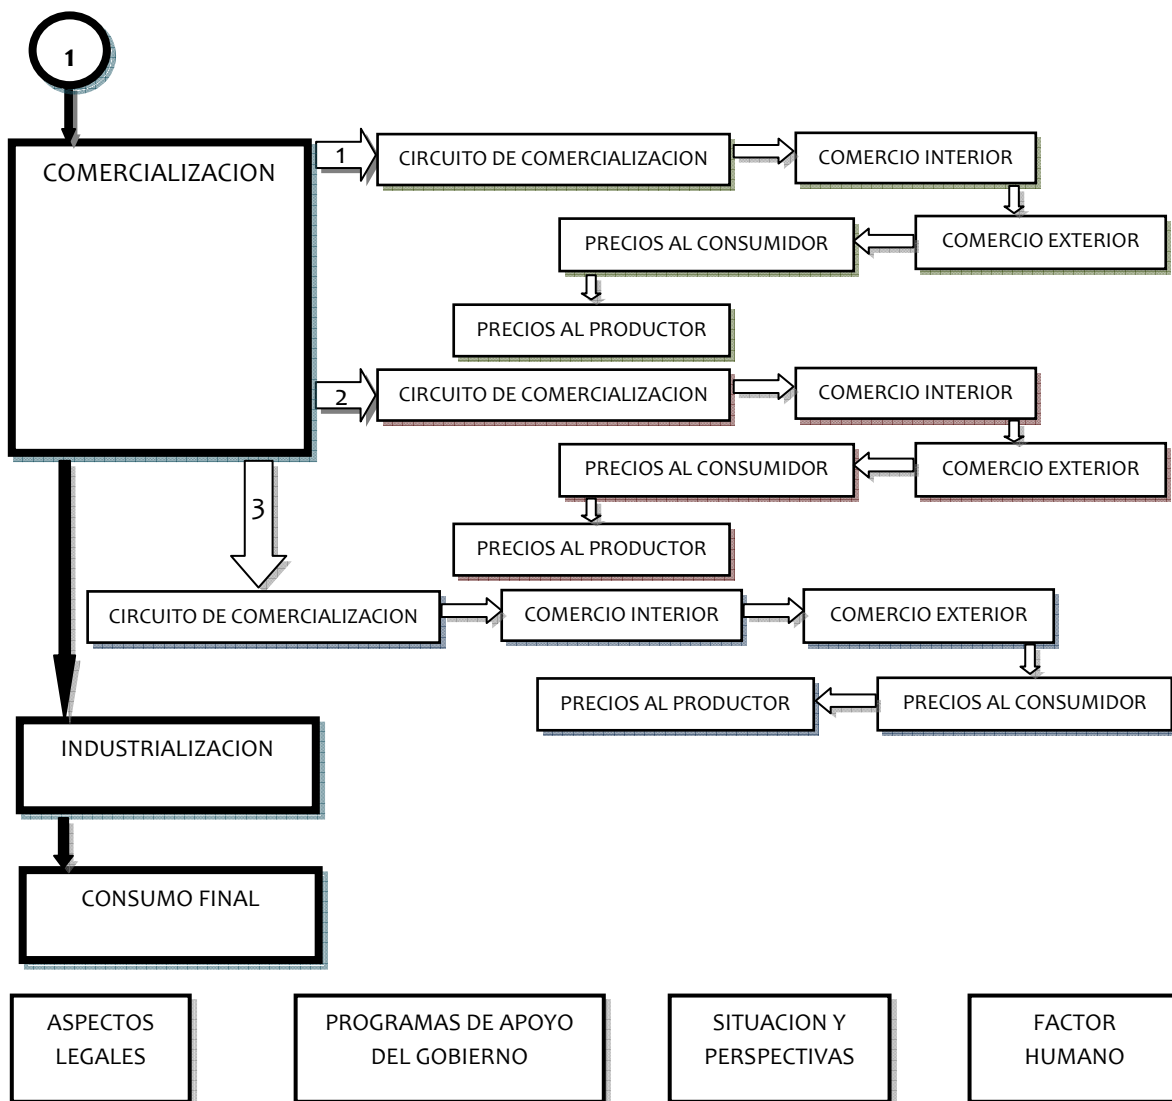 1
COMERCIALIZACION
1
CIRCUITO DE COMERCIALIZACION
COMERCIO INTERIOR
COMERCIO EXTERIOR
PRECIOS AL CONSUMIDOR
PRECIOS AL PRODUCTOR
2
CIRCUITO DE COMERCIALIZACION
COMERCIO INTERIOR
COMERCIO EXTERIOR
PRECIOS AL CONSUMIDOR
PRECIOS AL PRODUCTOR
3
CIRCUITO DE COMERCIALIZACION
COMERCIO INTERIOR
COMERCIO EXTERIOR
PRECIOS AL CONSUMIDOR
PRECIOS AL PRODUCTOR
INDUSTRIALIZACION
CONSUMO FINAL
ASPECTOS
LEGALES
PROGRAMAS DE APOYO
DEL GOBIERNO
SITUACION Y
PERSPECTIVAS
FACTOR
HUMANO